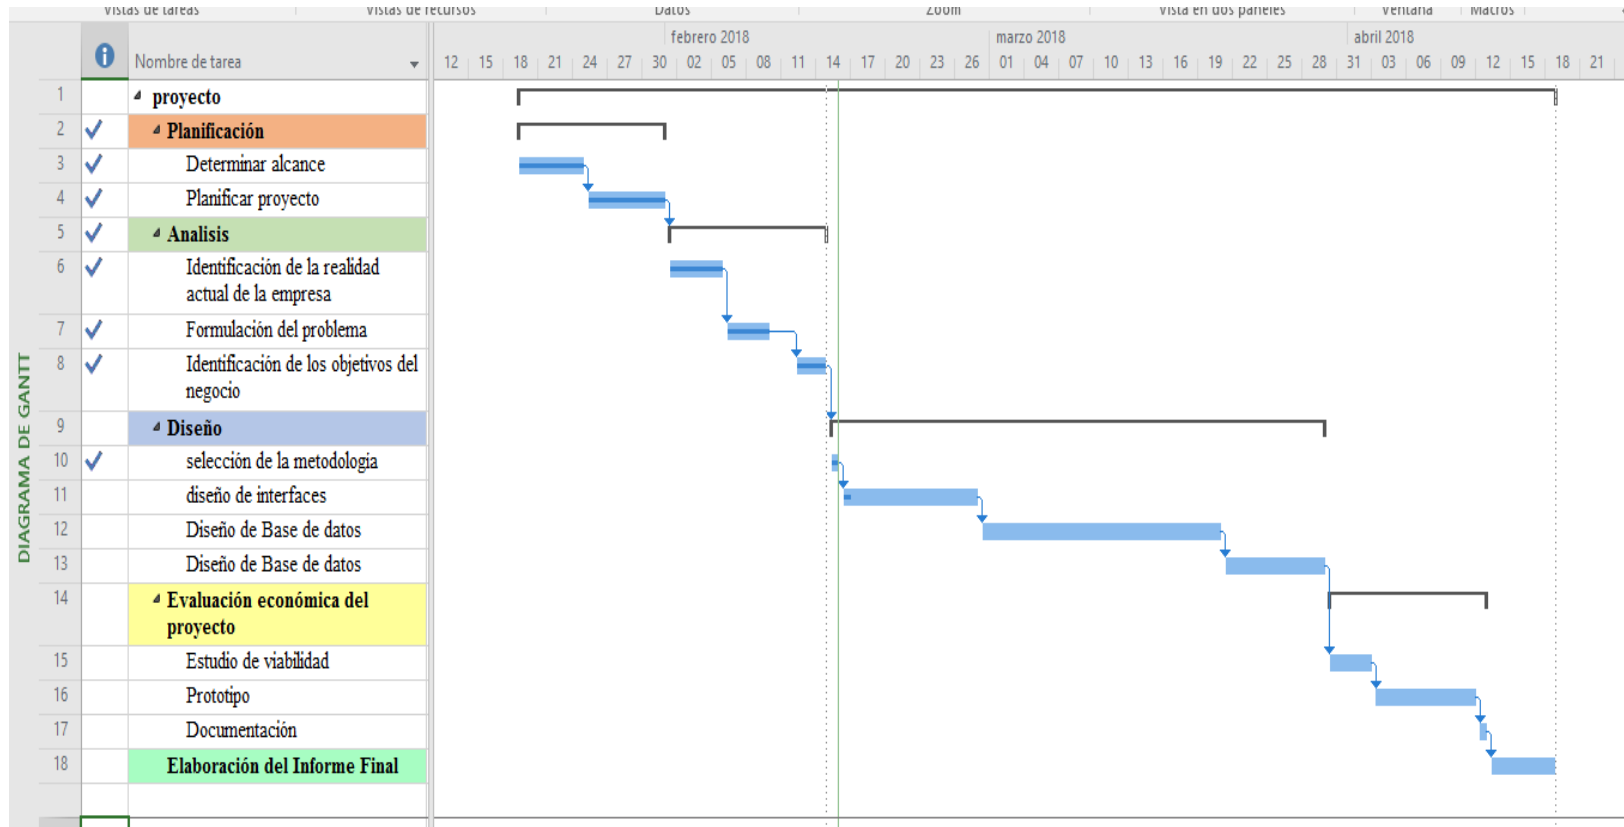 Vistas de tareas Vistas de recursos Datos Zoom Vista en dos paneles Ventana Macros
febrero 2018 marzo 2018 abril 2018
Nombre de tarea 12 15 18 21 24 27 30 02 05 08 11 14 17 20 23 26 01 04 07 10 13 16 19 22 25 28 31 03 06 09 12 15 18 21
1 proyecto
2 Planificación
3 Determinar alcance
4 Planificar proyecto
5 Analisis
6 Identificación de la realidad
actual de la empresa
7 Formulación del problema
8 Identificación de los objetivos del
negocio
9 Diseño
10 selección de la metodologia
11 diseño de interfaces
12 Diseño de Base de datos
13 Diseño de Base de datos
14 Evaluación económica del
proyecto
15 Estudio de viabilidad
16 Prototipo
17 Documentación
18 Elaboración del Informe Final
DIAGRAMA DE GANTT